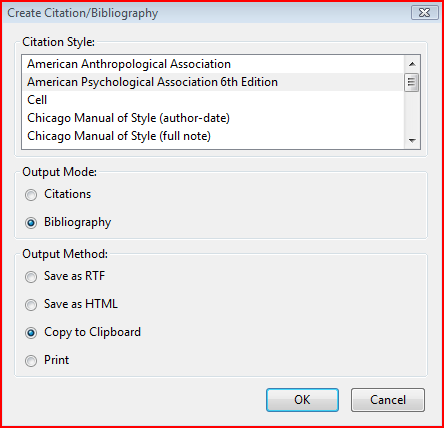 Create Citation/Bibliography
Citation Style:
American Anthropological Association
American Psychological Association 6th Edition
Cell
Chicago Manual of Style (author-date)
Chicago Manual of Style (full note)
Output Mode:
Citations
Bibliography
Output Method:
Save as RTF
Save as HTML
Copy to Clipboard
Print
OK Cancel